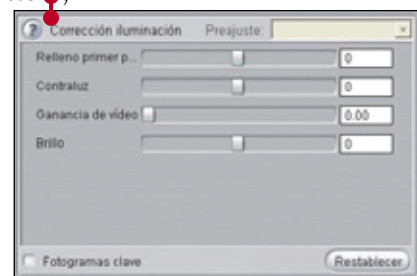 ? Corrección iluminación Preajuste:
Relleno primer p... 0
Contraluz 0
Ganancia de vídeo 0.00
Brillo 0
Fotogramas clave Restablecer